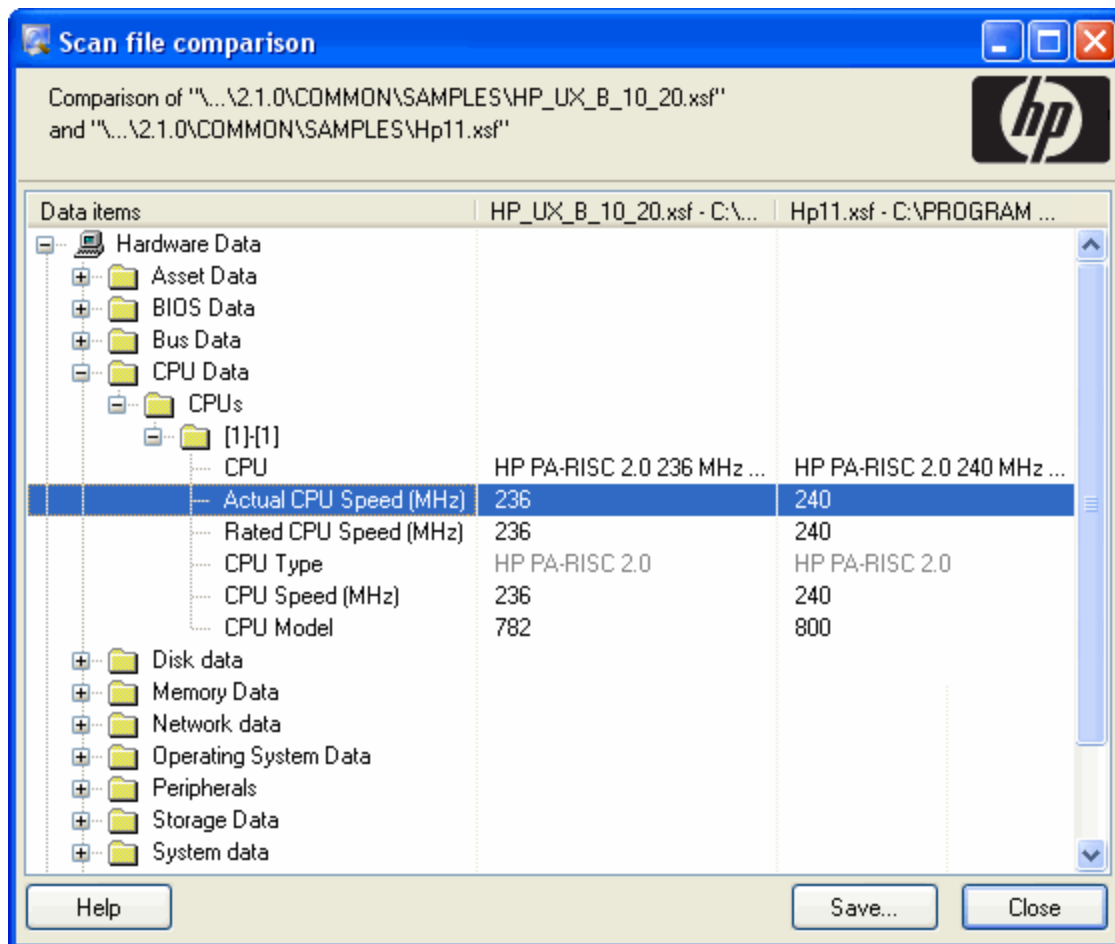 Scan file comparison
Comparison of "\...\2.1.0\COMMON\SAMPLES\HP_UX_B_10_20.xsf"
and "\...\2.1.0\COMMON\SAMPLES\Hp11.xsf"
hp
Data items HP_UX_B_10_20.xsf - C:\... Hp11.xsf - C:\PROGRAM ...
Hardware Data
Asset Data
BIOS Data
Bus Data
CPU Data
CPUs
[1]-[1]
CPU HP PA-RISC 2.0 236 MHz ... HP PA-RISC 2.0 240 MHz ...
Actual CPU Speed (MHz) 236 240
Rated CPU Speed (MHz) 236 240
CPU Type HP PA-RISC 2.0 HP PA-RISC 2.0
CPU Speed (MHz) 236 240
CPU Model 782 800
Disk data
Memory Data
Network data
Operating System Data
Peripherals
Storage Data
System data
Help Save... Close